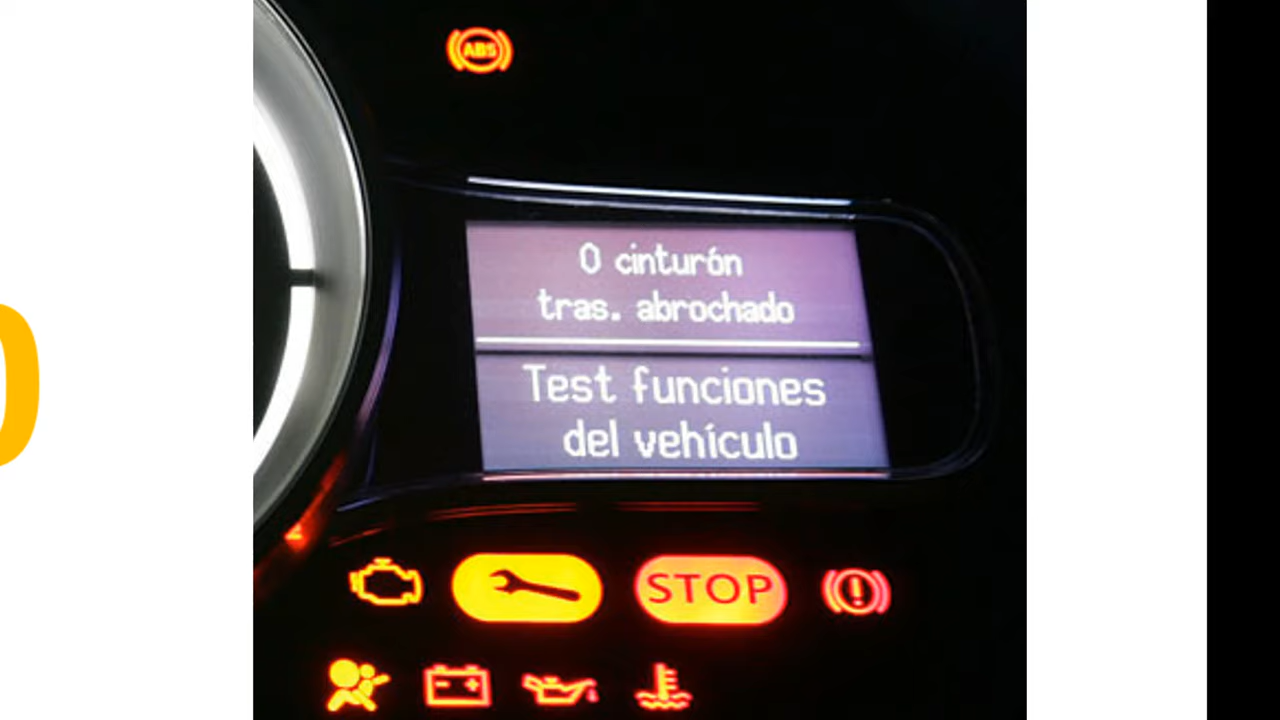 ABS
0 cinturón
tras. abrochado
Test funciones
del vehículo
STOP